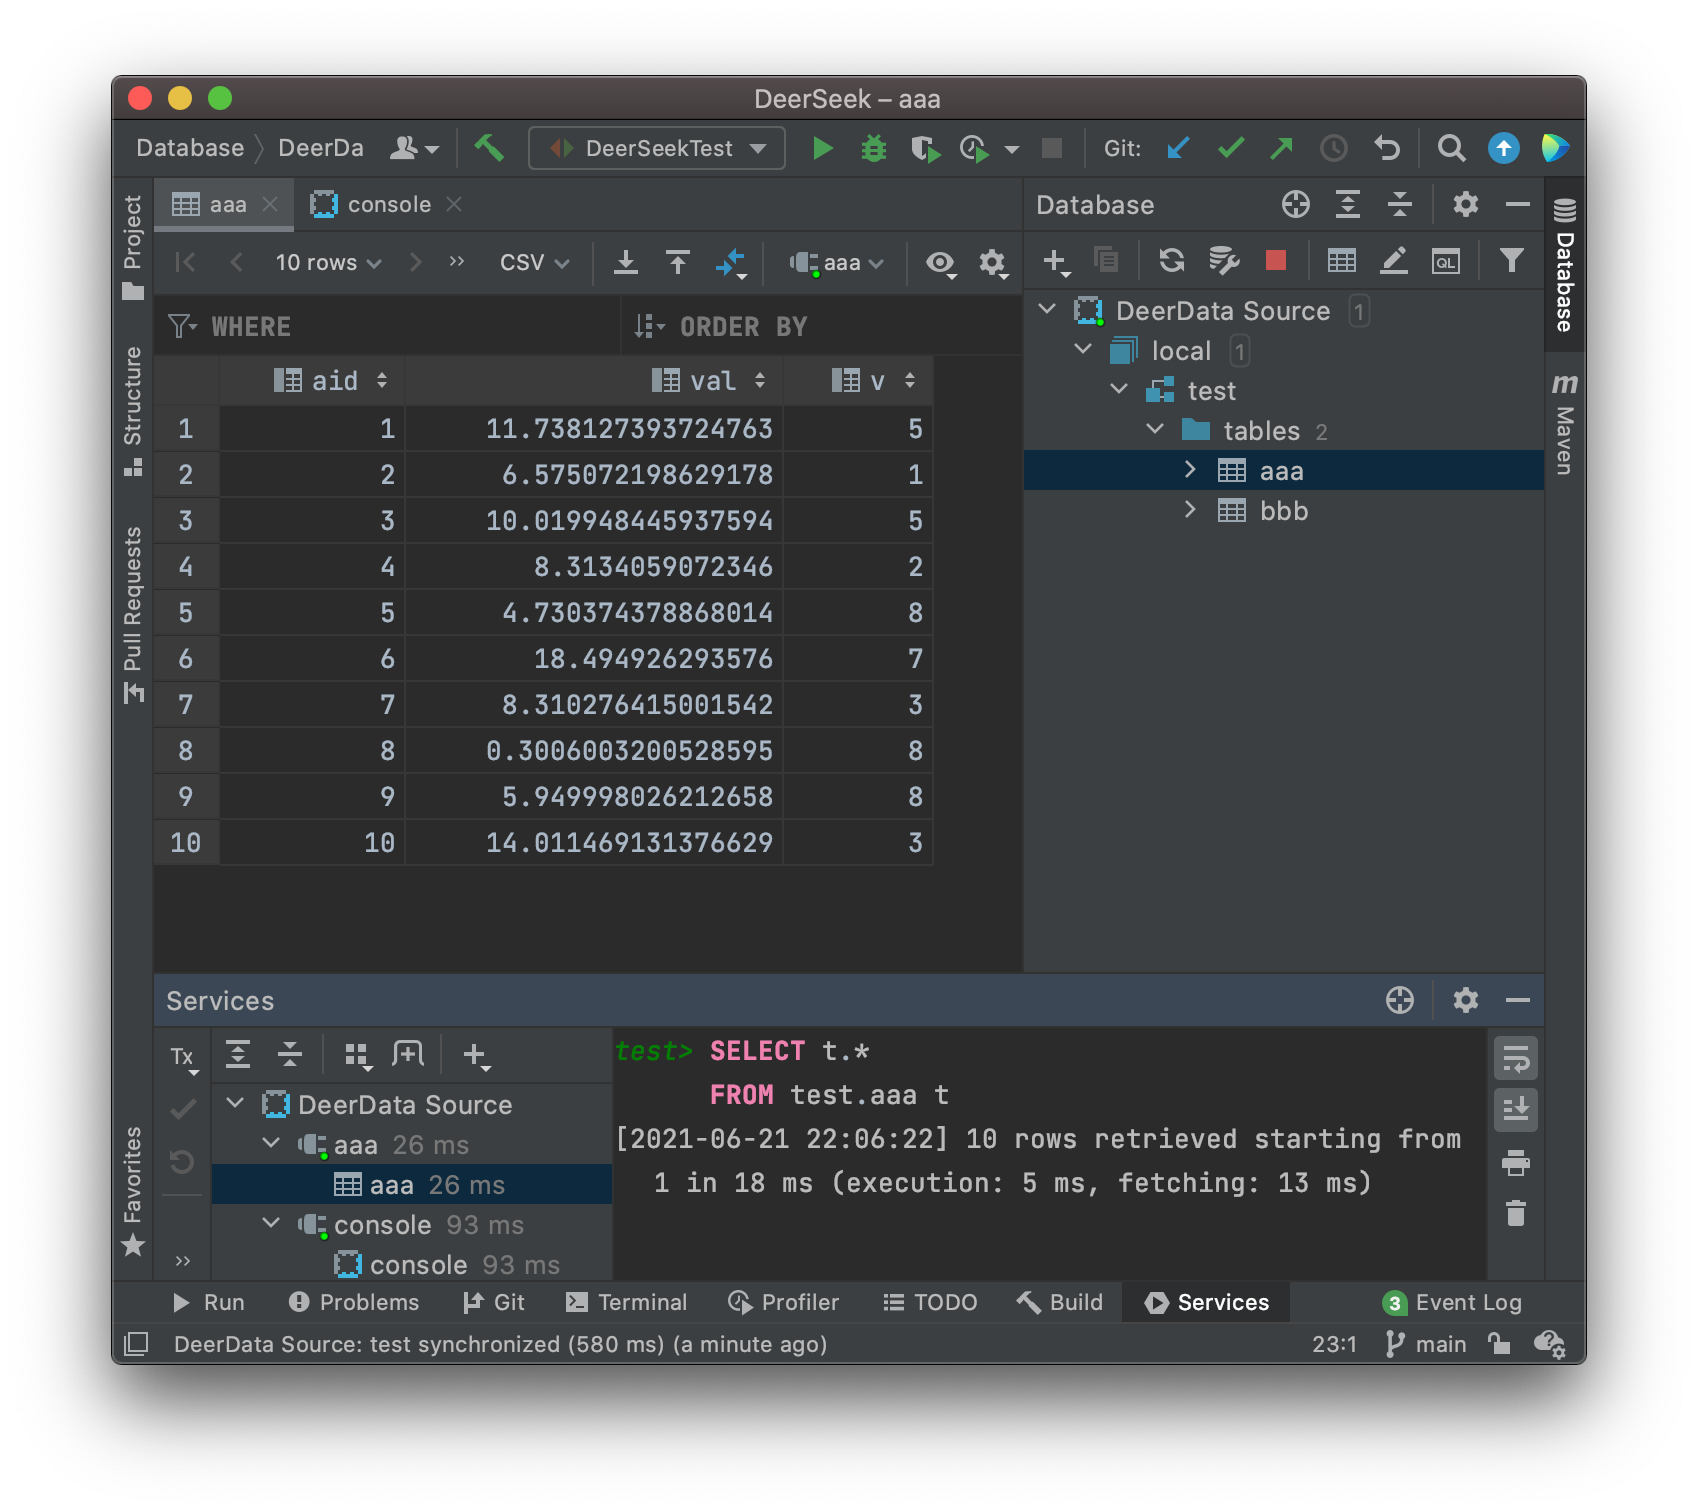 DeerSeek – aaa
Database DeerDa DeerSeekTest Git:
aaa console
Database
10 rows CSV aaa
QL
WHERE ORDER BY
aid val v
1 1 11.738127393724763 5
2 2 6.575072198629178 1
3 3 10.019948445937594 5
4 4 8.3134059072346 2
5 5 4.730374378868014 8
6 6 18.494926293576 7
7 7 8.310276415001542 3
8 8 0.3006003200528595 8
9 9 5.949998026212658 8
10 10 14.011469131376629 3
DeerData Source 1
local 1
test
tables 2
aaa
bbb
Project
Structure
Pull Requests
Favorites
Database
m Maven
Services
Tx
DeerData Source
aaa 26 ms
aaa 26 ms
console 93 ms
console 93 ms
test> SELECT t.*
FROM test.aaa t
[2021-06-21 22:06:22] 10 rows retrieved starting from
1 in 18 ms (execution: 5 ms, fetching: 13 ms)
Run Problems Git Terminal Profiler TODO Build Services 3 Event Log
DeerData Source: test synchronized (580 ms) (a minute ago) 23:1 main